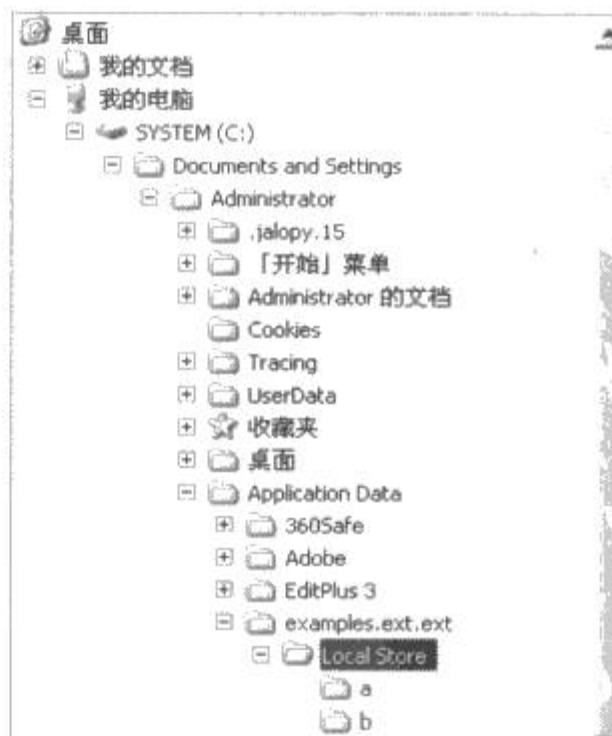 桌面
我的文档
我的电脑
SYSTEM (C:)
Documents and Settings
Administrator
.jalopy.15
「开始」菜单
Administrator 的文档
Cookies
Tracing
UserData
收藏夹
桌面
Application Data
360Safe
Adobe
EditPlus 3
examples.ext.ext
Local Store
a
b